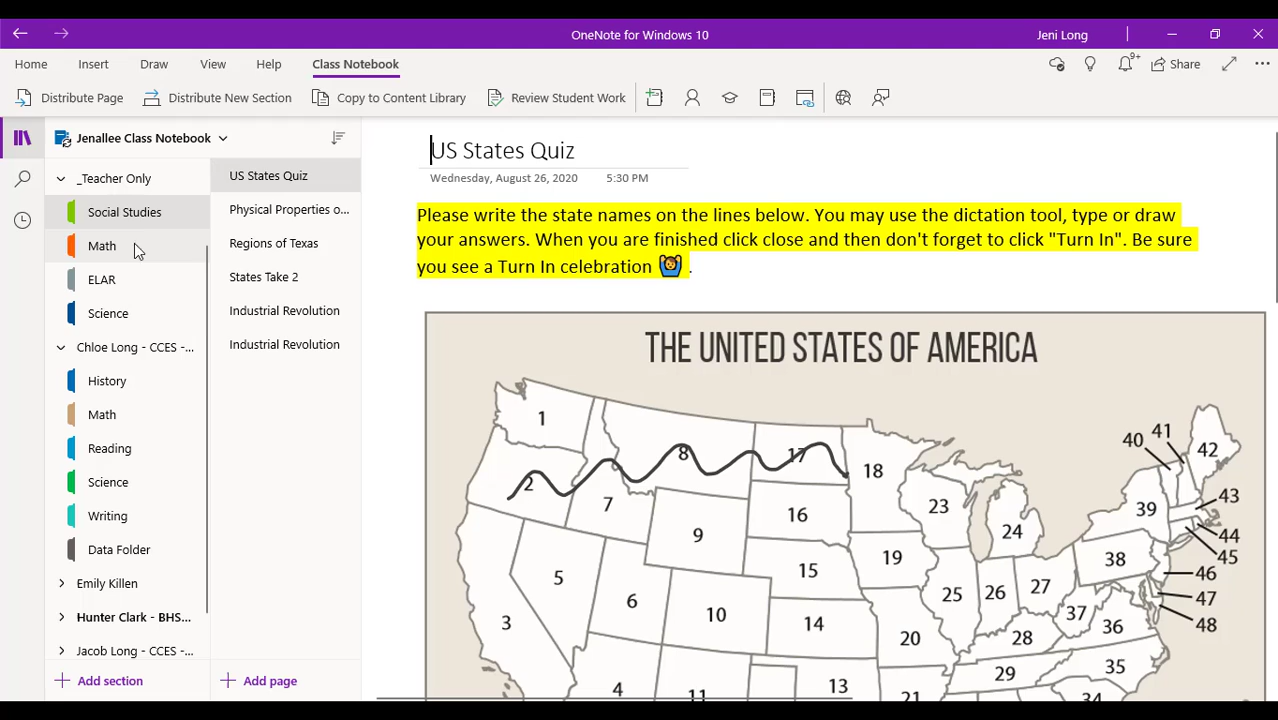 OneNote for Windows 10
Jeni Long
Home Insert Draw View Help Class Notebook
9+ Share
Distribute Page Distribute New Section Copy to Content Library Review Student Work
Jenallee Class Notebook
_Teacher Only
Social Studies
Math
ELAR
Science
Chloe Long - CCES -...
History
Math
Reading
Science
Writing
Data Folder
Emily Killen
Hunter Clark - BHS...
Jacob Long - CCES -...
Add section
US States Quiz
Physical Properties o...
Regions of Texas
States Take 2
Industrial Revolution
Industrial Revolution
Add page
US States Quiz
Wednesday, August 26, 2020 5:30 PM
Please write the state names on the lines below. You may use the dictation tool, type or draw
your answers. When you are finished click close and then don't forget to click "Turn In". Be sure
you see a Turn In celebration 🙆 .
THE UNITED STATES OF AMERICA
1
2
3
4
5
6
7
8
9
10
11
13
14
15
16
17
18
19
20
21
23
24
25
26
27
28
29
34
35
36
37
38
39
40
41
42
43
44
45
46
47
48